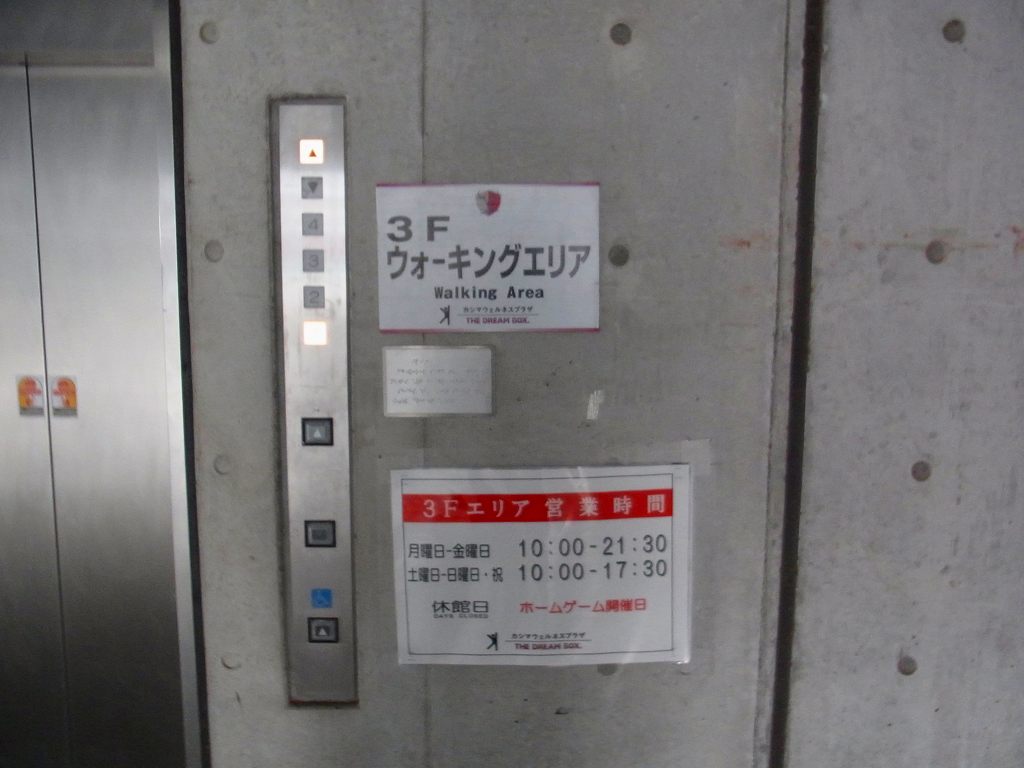 4
3
2
3F
ウォーキングエリア
Walking Area
カシマウェルネスプラザ
THE DREAM BOX.
3Fエリア営業時間
月曜日-金曜日 10:00-21:30
土曜日-日曜日・祝 10:00-17:30
休館日 ホームゲーム開催日
DAYS CLOSED
カシマウェルネスプラザ
THE DREAM BOX.